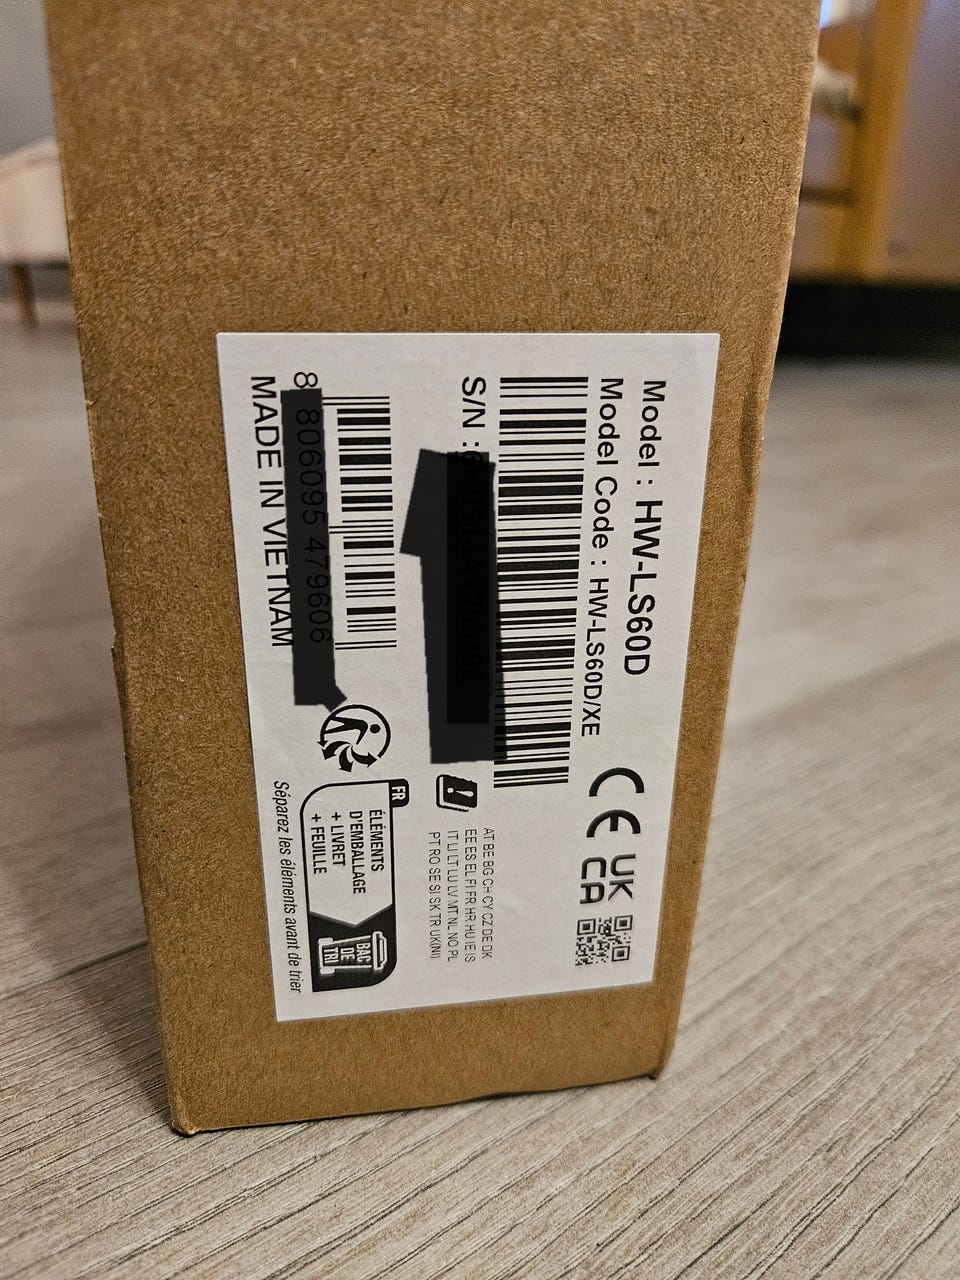 Model : HW-LS60D
Model Code : HW-LS60D/XE
S/N :
8 806095 479606
MADE IN VIETNAM
CE
UK
CA
AT BE BG CH CY CZ DE DK
EE ES EL FI FR HR HU IE IS
IT LI LT LU LV MT NL NO PL
PT RO SE SI SK TR UK(NI)
FR
ÉLÉMENTS
D'EMBALLAGE
+ LIVRET
+ FEUILLE
BAC
DE
TRI
Séparez les éléments avant de trier